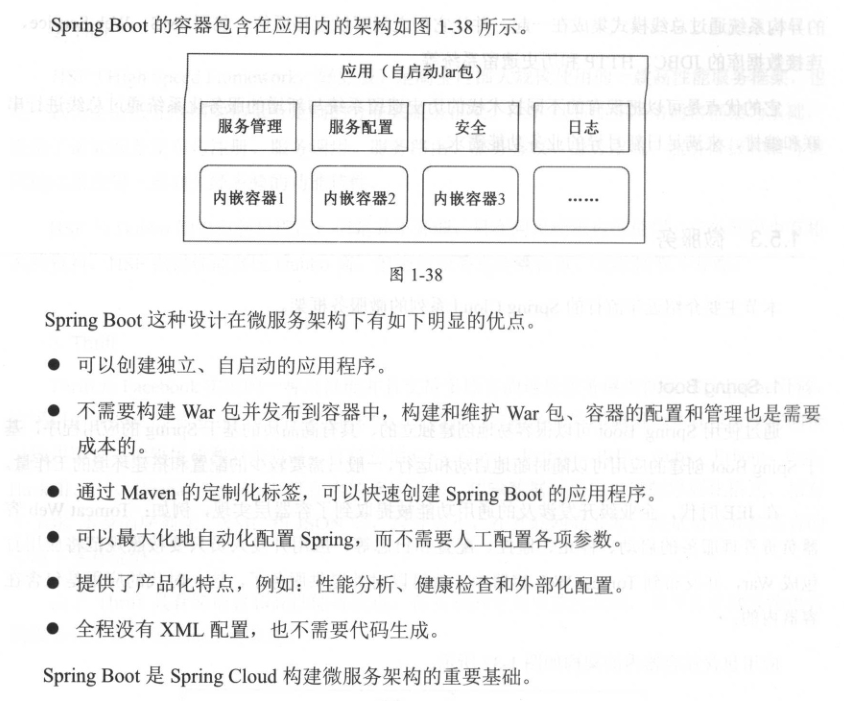 Spring Boot 的容器包含在应用内的架构如图 1-38 所示。
应用（自启动Jar包）
服务管理 服务配置 安全 日志
内嵌容器1 内嵌容器2 内嵌容器3 ……
图 1-38
Spring Boot 这种设计在微服务架构下有如下明显的优点。
● 可以创建独立、自启动的应用程序。
● 不需要构建 War 包并发布到容器中，构建和维护 War 包、容器的配置和管理也是需要
成本的。
● 通过 Maven 的定制化标签，可以快速创建 Spring Boot 的应用程序。
● 可以最大化地自动化配置 Spring，而不需要人工配置各项参数。
● 提供了产品化特点，例如：性能分析、健康检查和外部化配置。
● 全程没有 XML 配置，也不需要代码生成。
Spring Boot 是 Spring Cloud 构建微服务架构的重要基础。